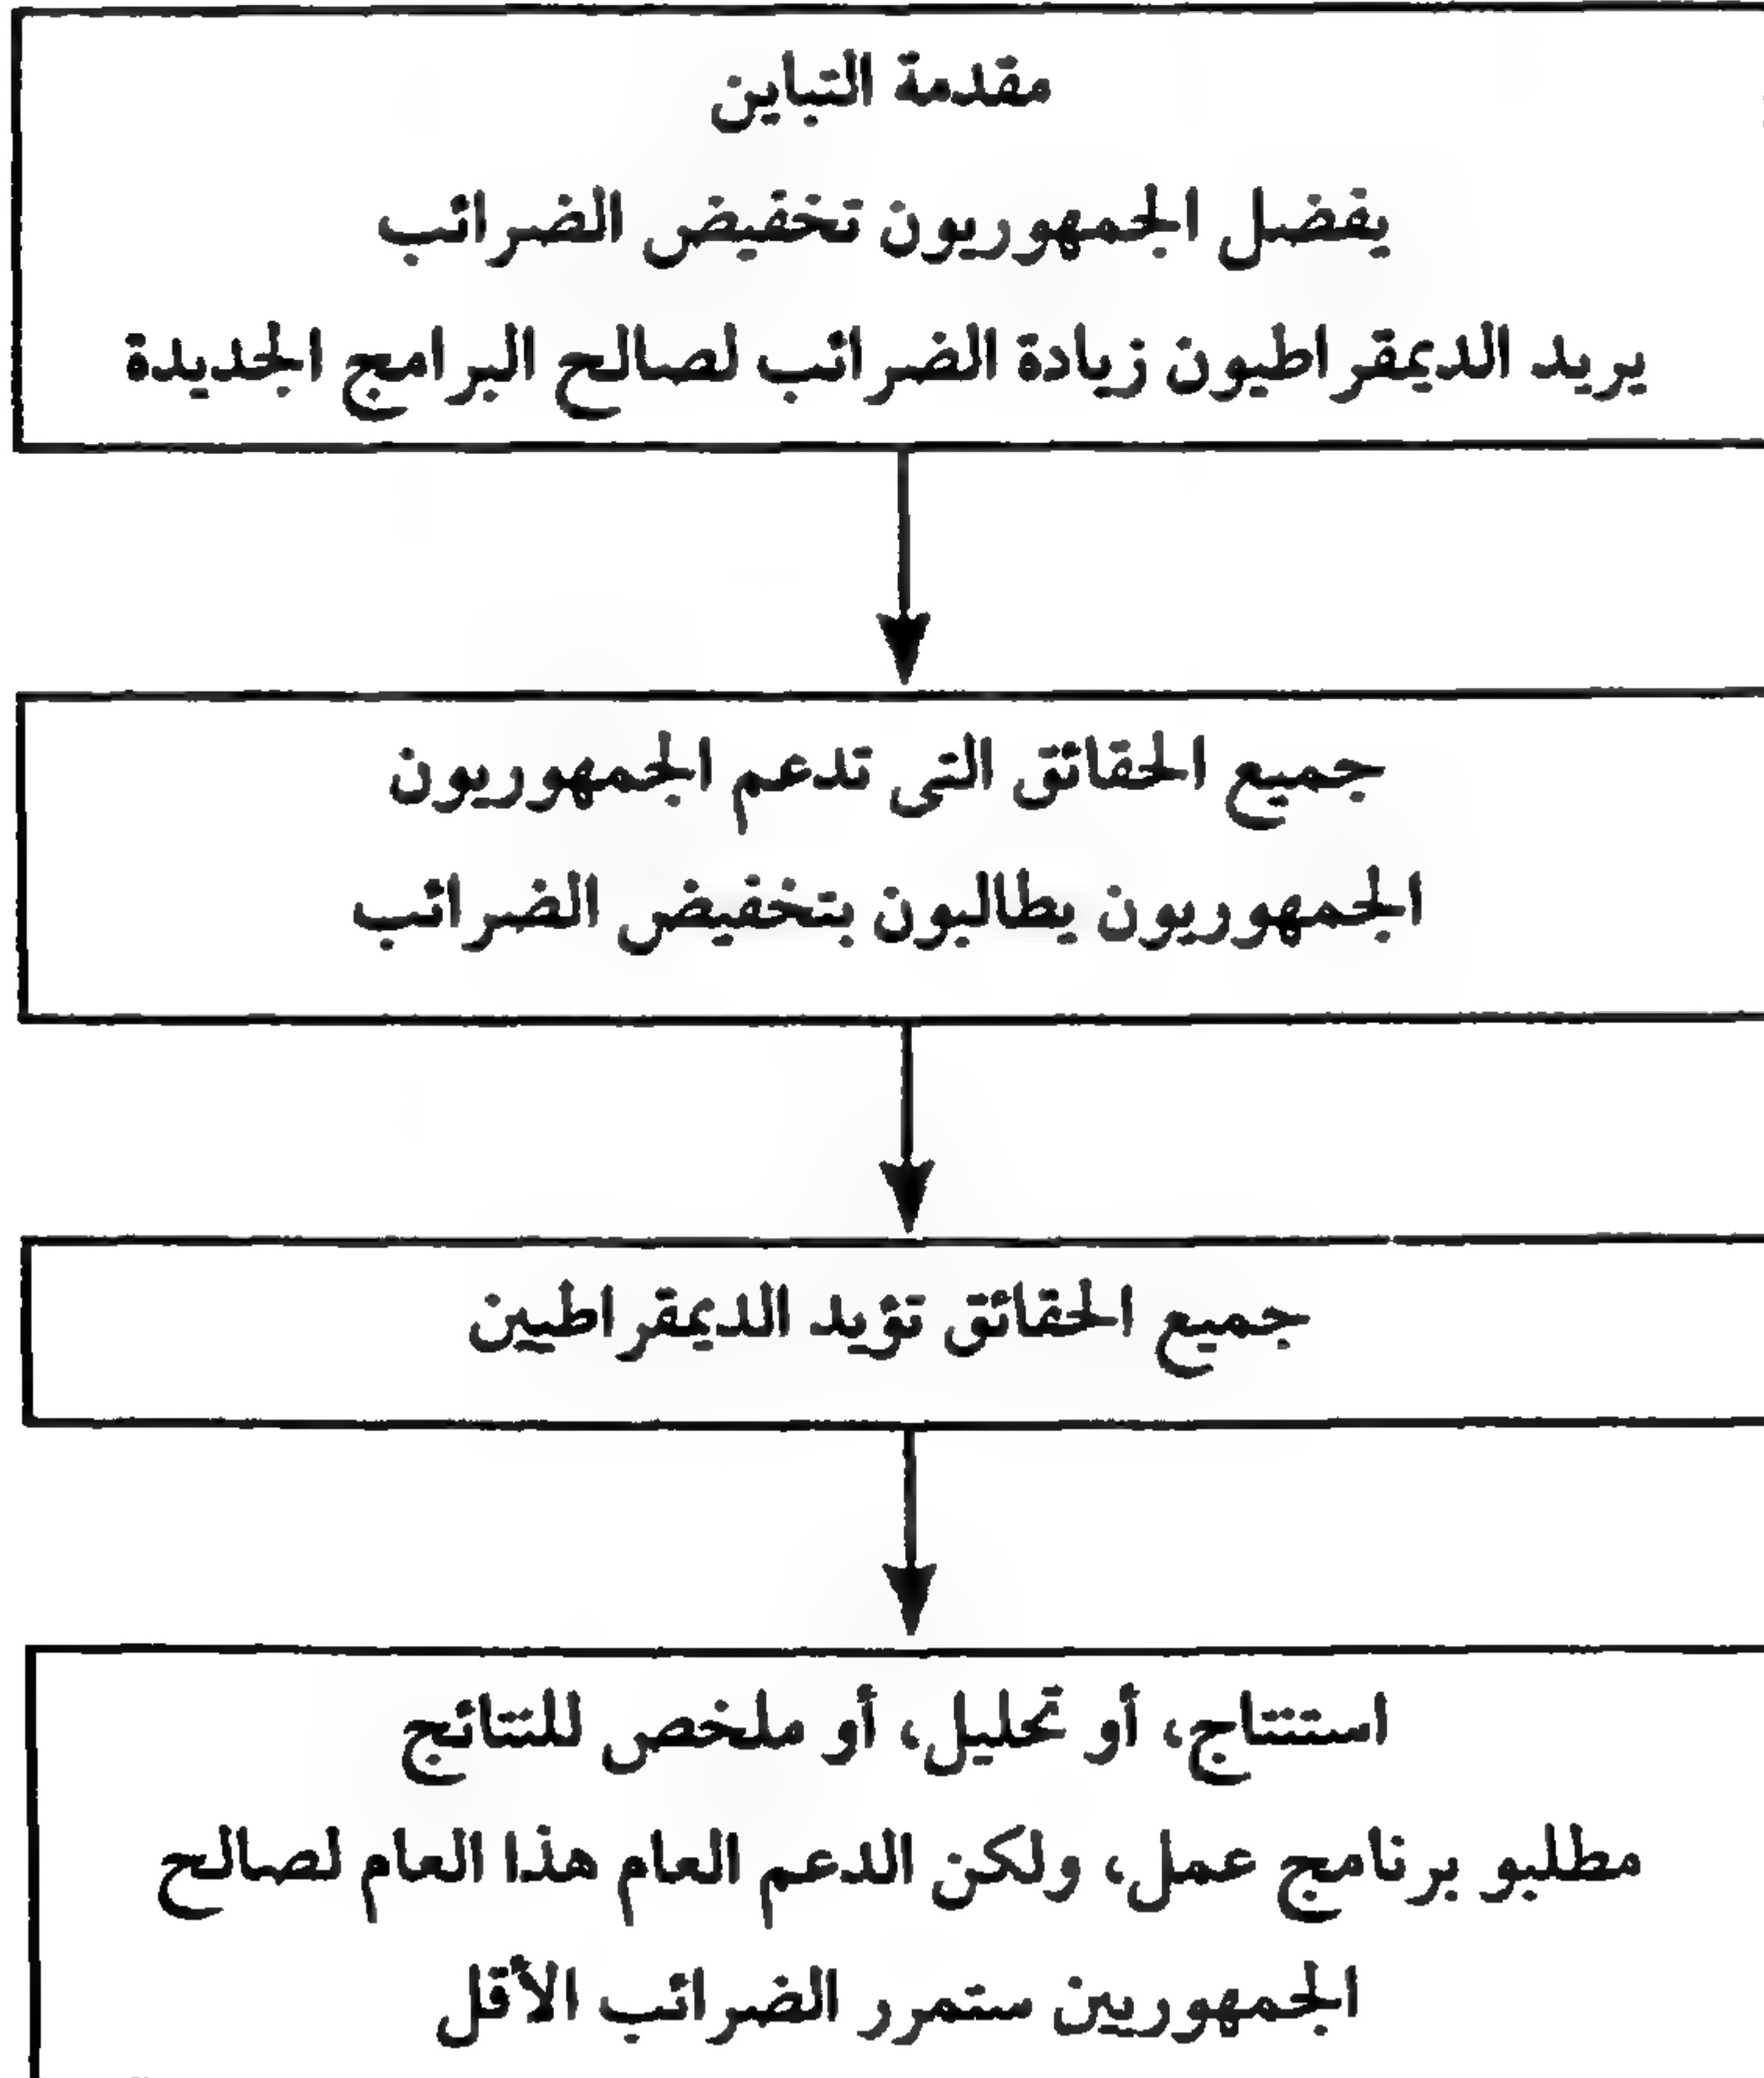 مقدمة التباين
يفضل الجمهوريون تخفيض الضرائب
يريد الديمقراطيون زيادة الضرائب لصالح البرامج الجديدة
جميع الحقائق التى تدعم الجمهوريون
الجمهوريون يطالبون بتخفيض الضرائب
جميع الحقائق تؤيد الديمقراطين
استنتاج، أو تحليل، أو ملخص للنتائج
مطلبو برنامج عمل، ولكن الدعم العام هذا العام لصالح
الجمهوريين ستمرر الضرائب الأقل